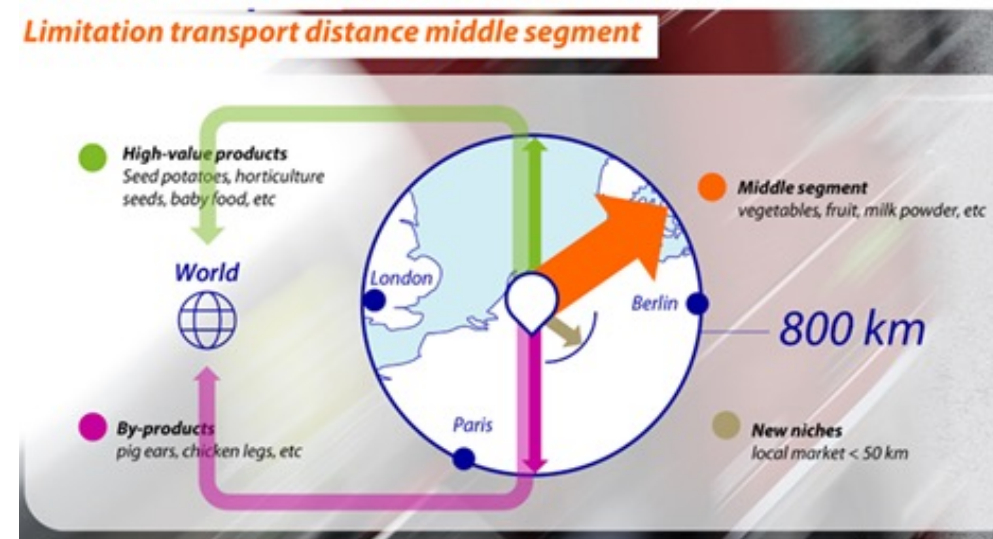 Limitation transport distance middle segment
High-value products
Seed potatoes, horticulture
seeds, baby food, etc
World
By-products
pig ears, chicken legs, etc
London
Berlin
Paris
Middle segment
vegetables, fruit, milk powder, etc
800 km
New niches
local market < 50 km